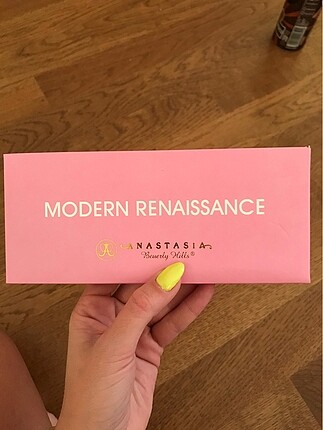 MODERN RENAISSANCE
ANASTASIA
Beverly Hills®